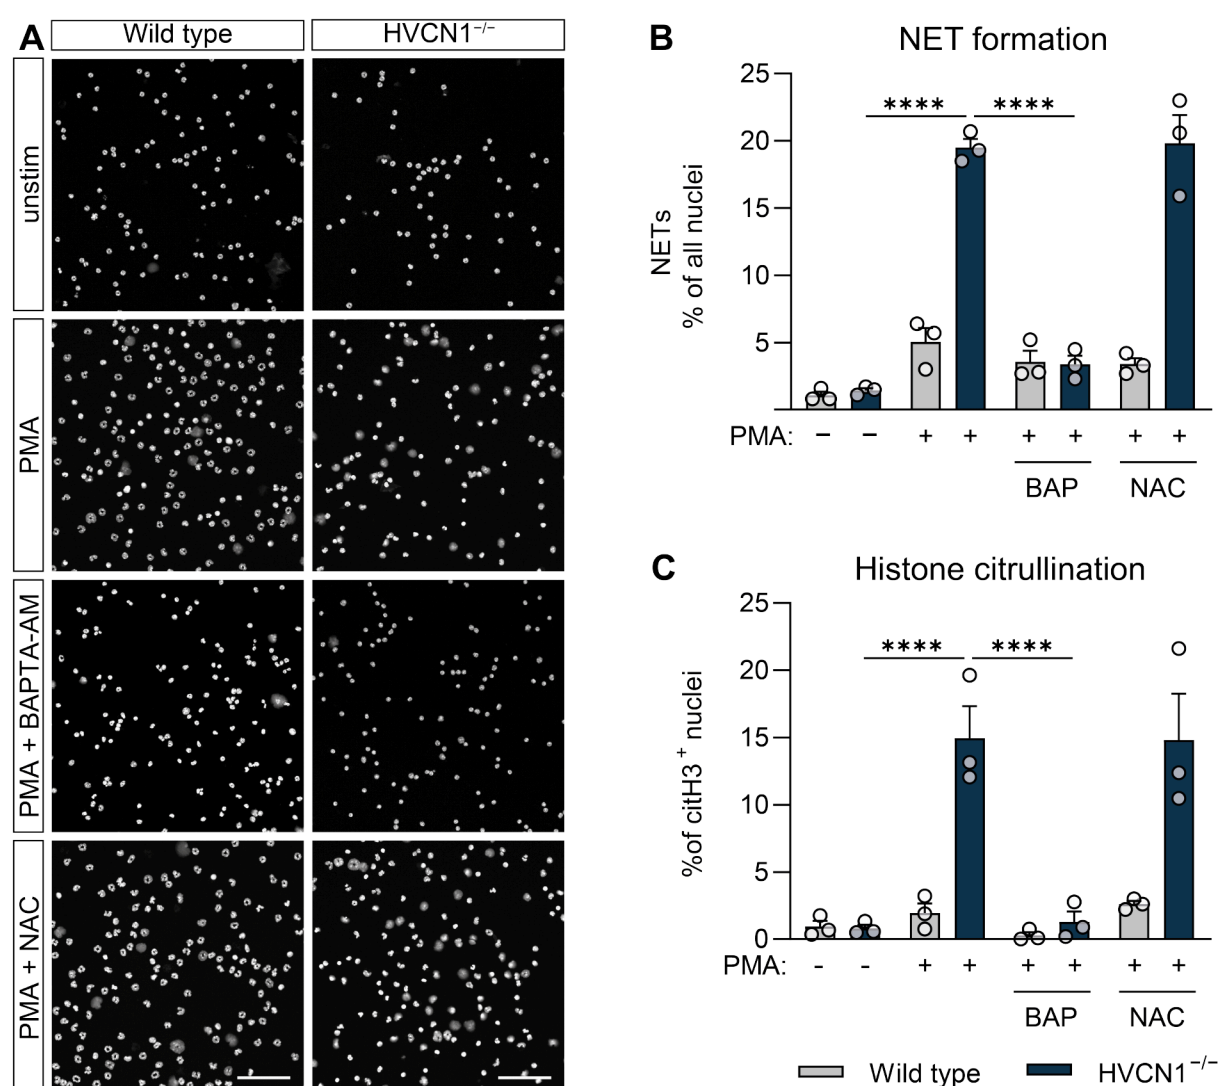 A
Wild type
HVCN1⁻/⁻
unstim
PMA
PMA + BAPTA-AM
PMA + NAC
B
NET formation
NETs
% of all nuclei
25
20
15
10
5
****
****
PMA:
−
−
+
+
+
+
+
+
BAP
NAC
C
Histone citrullination
%of citH3⁺ nuclei
25
20
15
10
5
0
****
****
PMA:
-
-
+
+
+
+
+
+
BAP
NAC
Wild type
HVCN1⁻/⁻